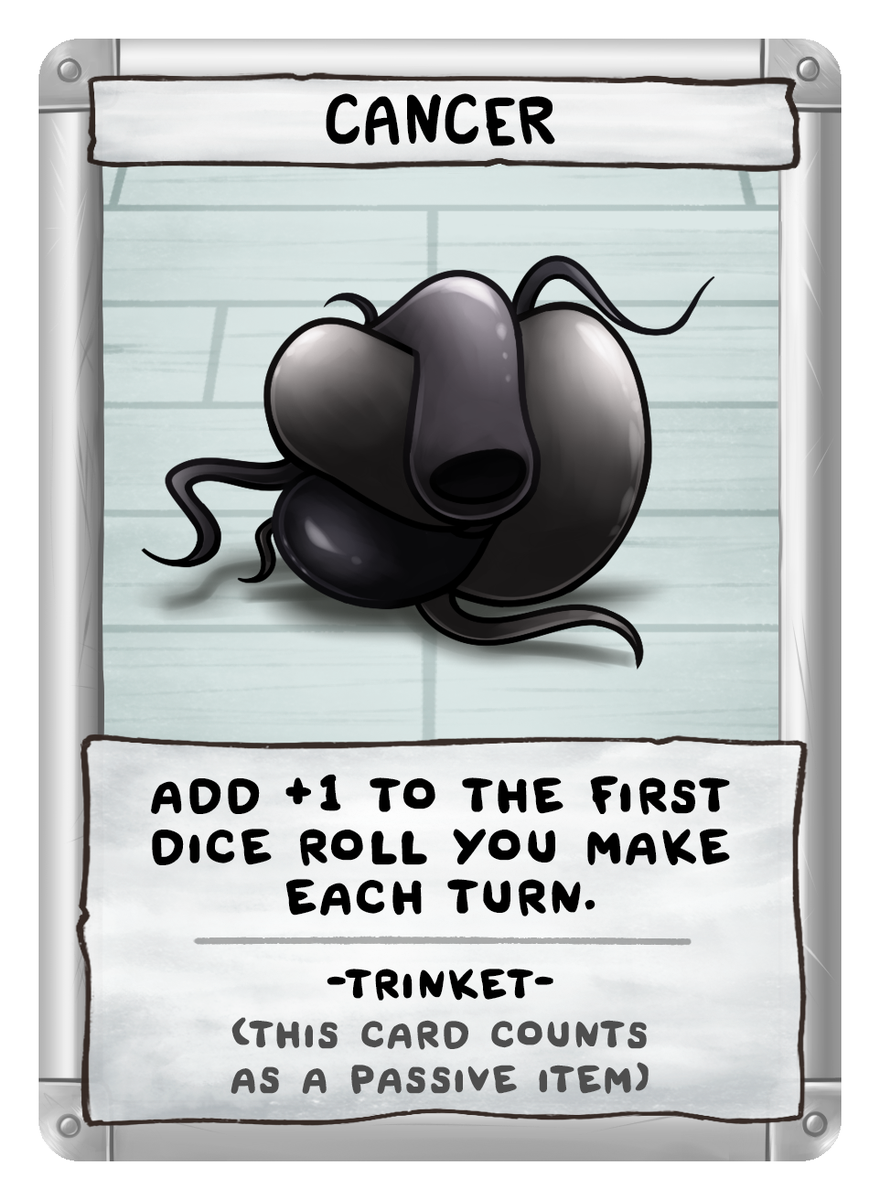 CANCER
ADD +1 TO THE FIRST
DICE ROLL YOU MAKE
EACH TURN.
-TRINKET-
(THIS CARD COUNTS
AS A PASSIVE ITEM)